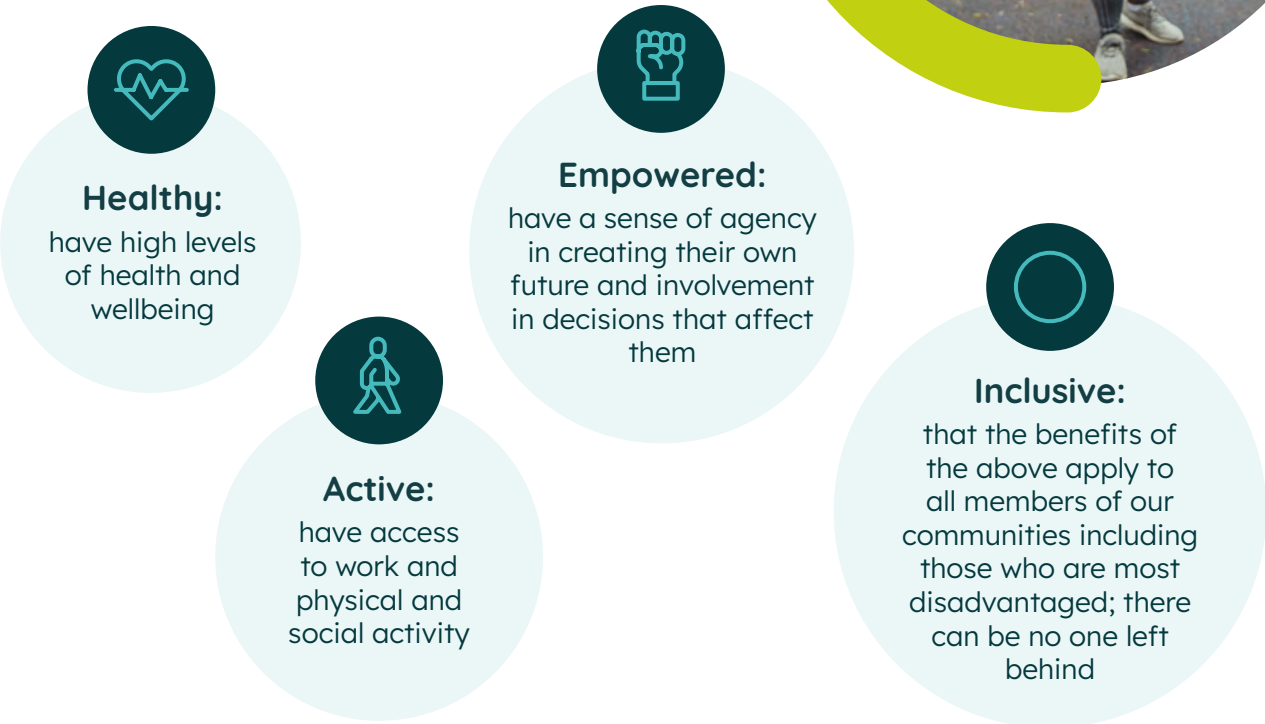 Healthy:
have high levels
of health and
wellbeing
Active:
have access
to work and
physical and
social activity
Empowered:
have a sense of agency
in creating their own
future and involvement
in decisions that affect
them
Inclusive:
that the benefits of
the above apply to
all members of our
communities including
those who are most
disadvantaged; there
can be no one left
behind